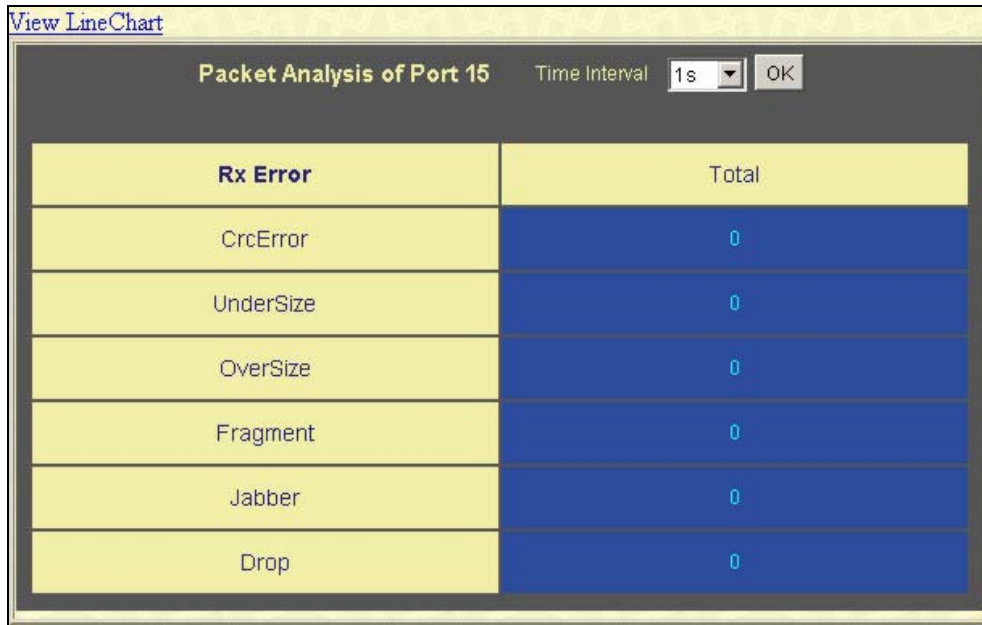 View LineChart
Packet Analysis of Port 15 Time Interval 1s OK
Rx Error Total
CrcError 0
UnderSize 0
OverSize 0
Fragment 0
Jabber 0
Drop 0